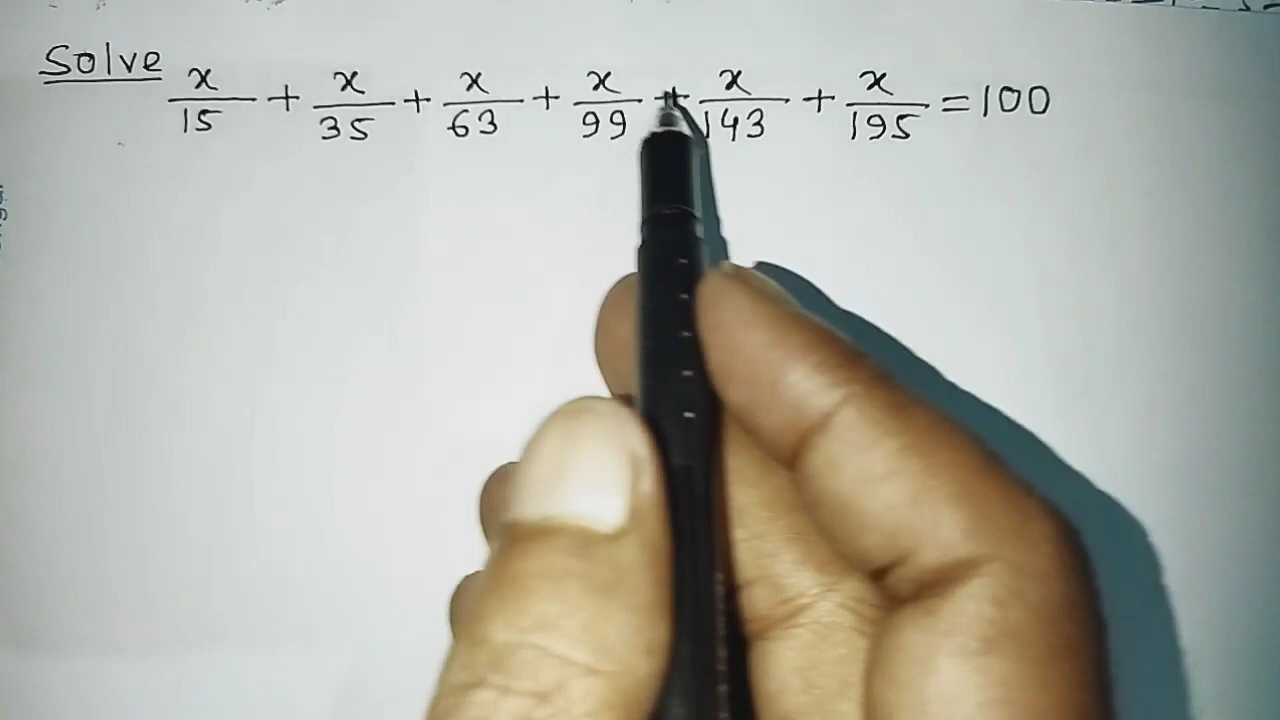 Solve x/15 + x/35 + x/63 + x/99 + x/143 + x/195 = 100